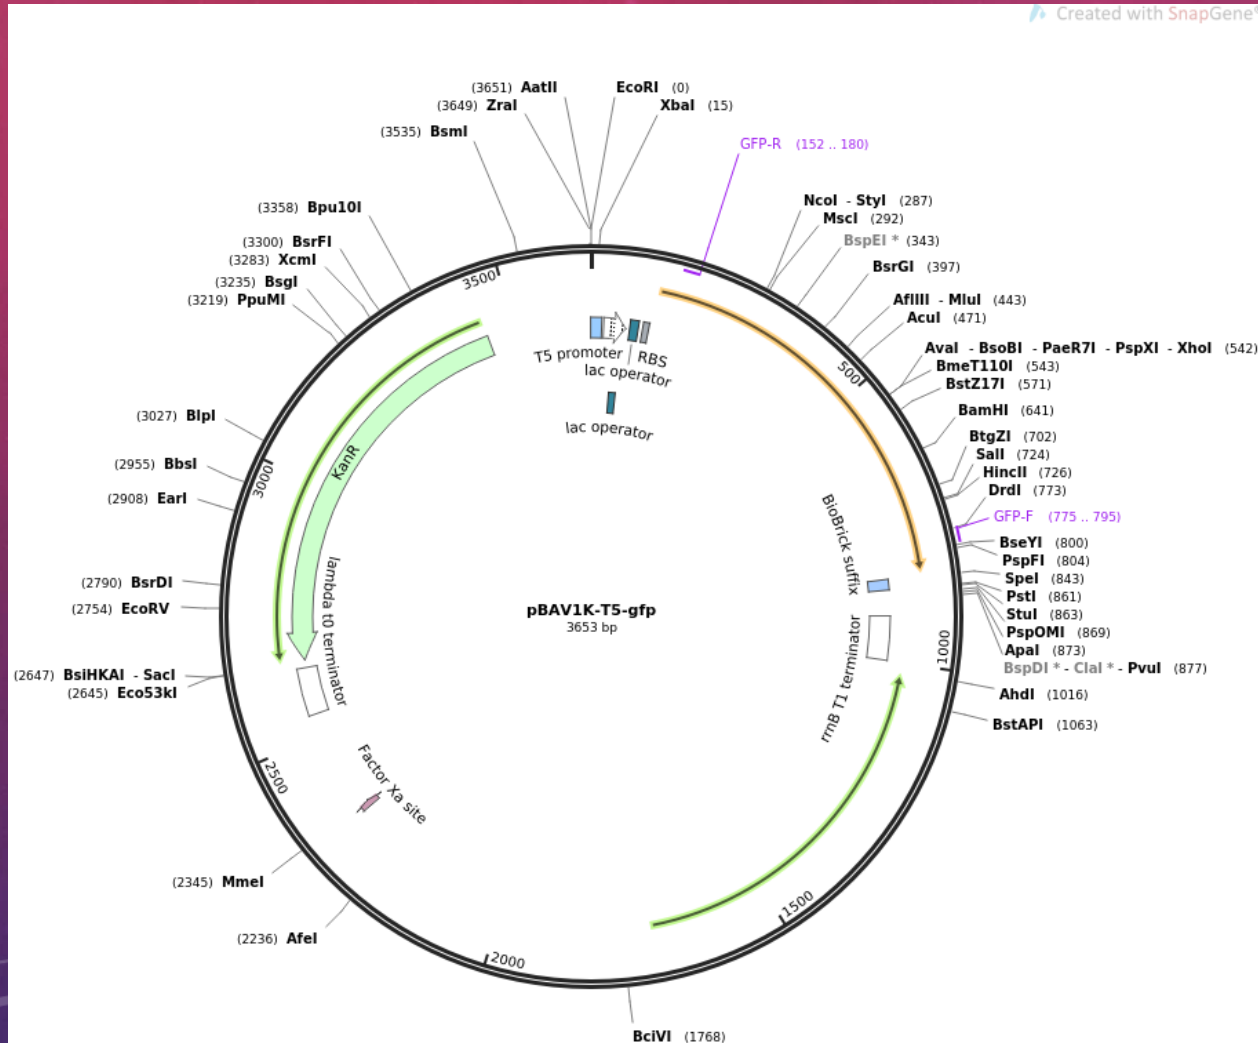 Created with SnapGene®
(3651) AatII
EcoRI (0)
(3649) ZraI
XbaI (15)
(3535) BsmI
GFP-R (152 .. 180)
(3358) Bpu10I
NcoI - StyI (287)
MscI (292)
(3300) BsrFI
BspEI * (343)
(3283) XcmI
BsrGI (397)
(3235) BsgI
(3219) PpuMI
AflIII - MluI (443)
AcuI (471)
3500
T5 promoter
RBS
lac operator
lac operator
500
AvaI - BsoBI - PaeR7I - PspXI - XhoI (542)
BmeT110I (543)
BstZ17I (571)
(3027) BlpI
BamHI (641)
BtgZI (702)
KanR
SalI (724)
(2955) BbsI
HincII (726)
3000
DrdI (773)
(2908) EarI
GFP-F (775 .. 795)
BioBrick suffix
BseYI (800)
PspFI (804)
(2790) BsrDI
SpeI (843)
lambda t0 terminator
PstI (861)
(2754) EcoRV
pBAV1K-T5-gfp
3653 bp
StuI (863)
PspOMI (869)
rrnB T1 terminator
1000
ApaI (873)
BspDI * - ClaI * - PvuI (877)
(2647) BsiHKAI - SacI
(2645) Eco53kI
AhdI (1016)
BstAPI (1063)
2500
Factor Xa site
(2345) MmeI
1500
(2236) AfeI
2000
BciVI (1768)